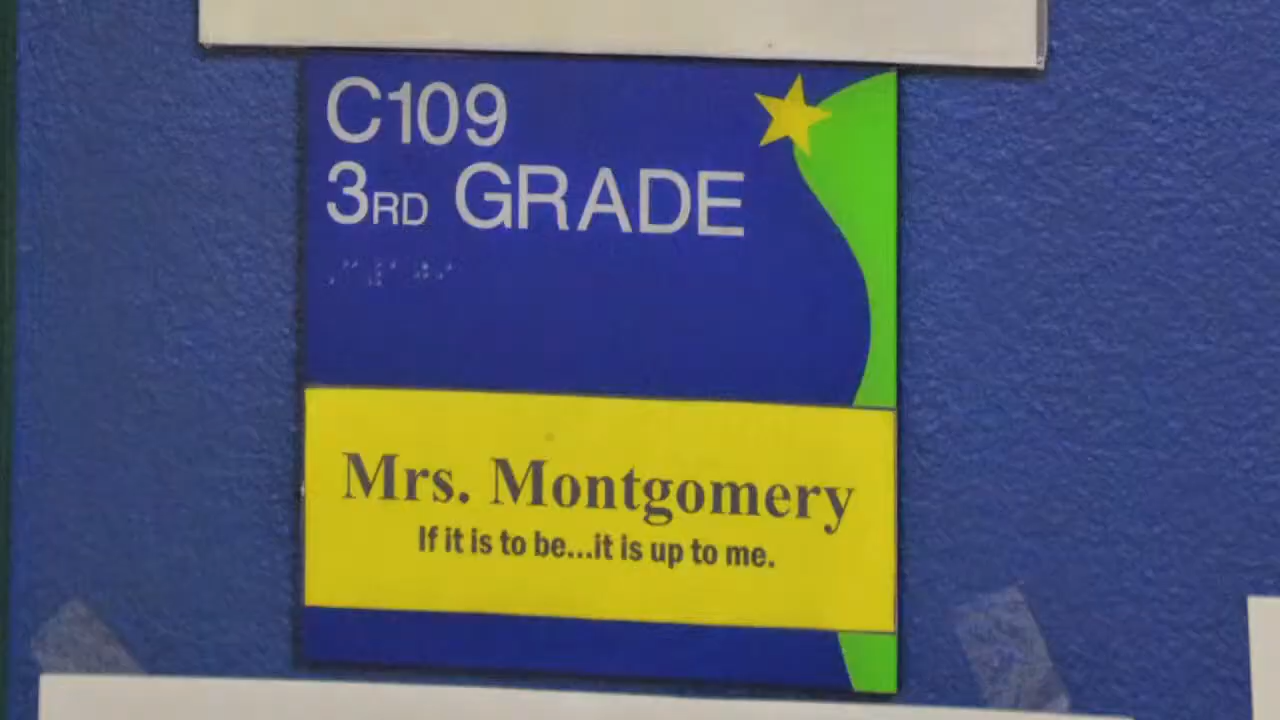 C109
3RD GRADE
Mrs. Montgomery
If it is to be...it is up to me.